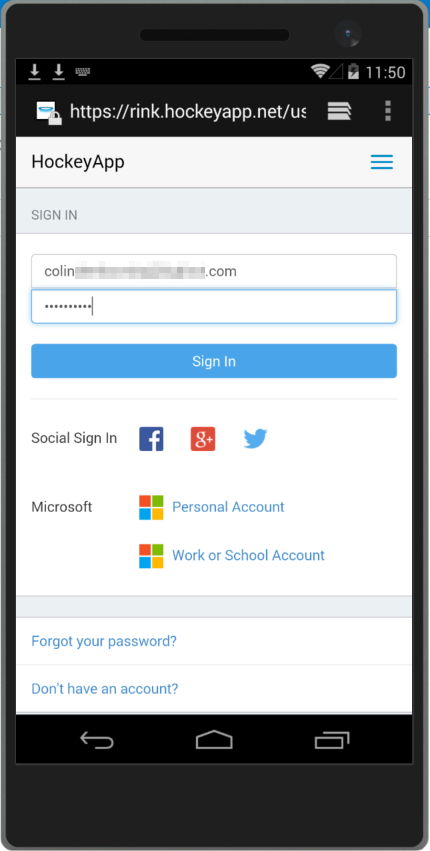 11:50
https://rink.hockeyapp.net/us
HockeyApp
SIGN IN
colin .com
••••••••••
Sign In
Social Sign In
Microsoft Personal Account
Work or School Account
Forgot your password?
Don't have an account?